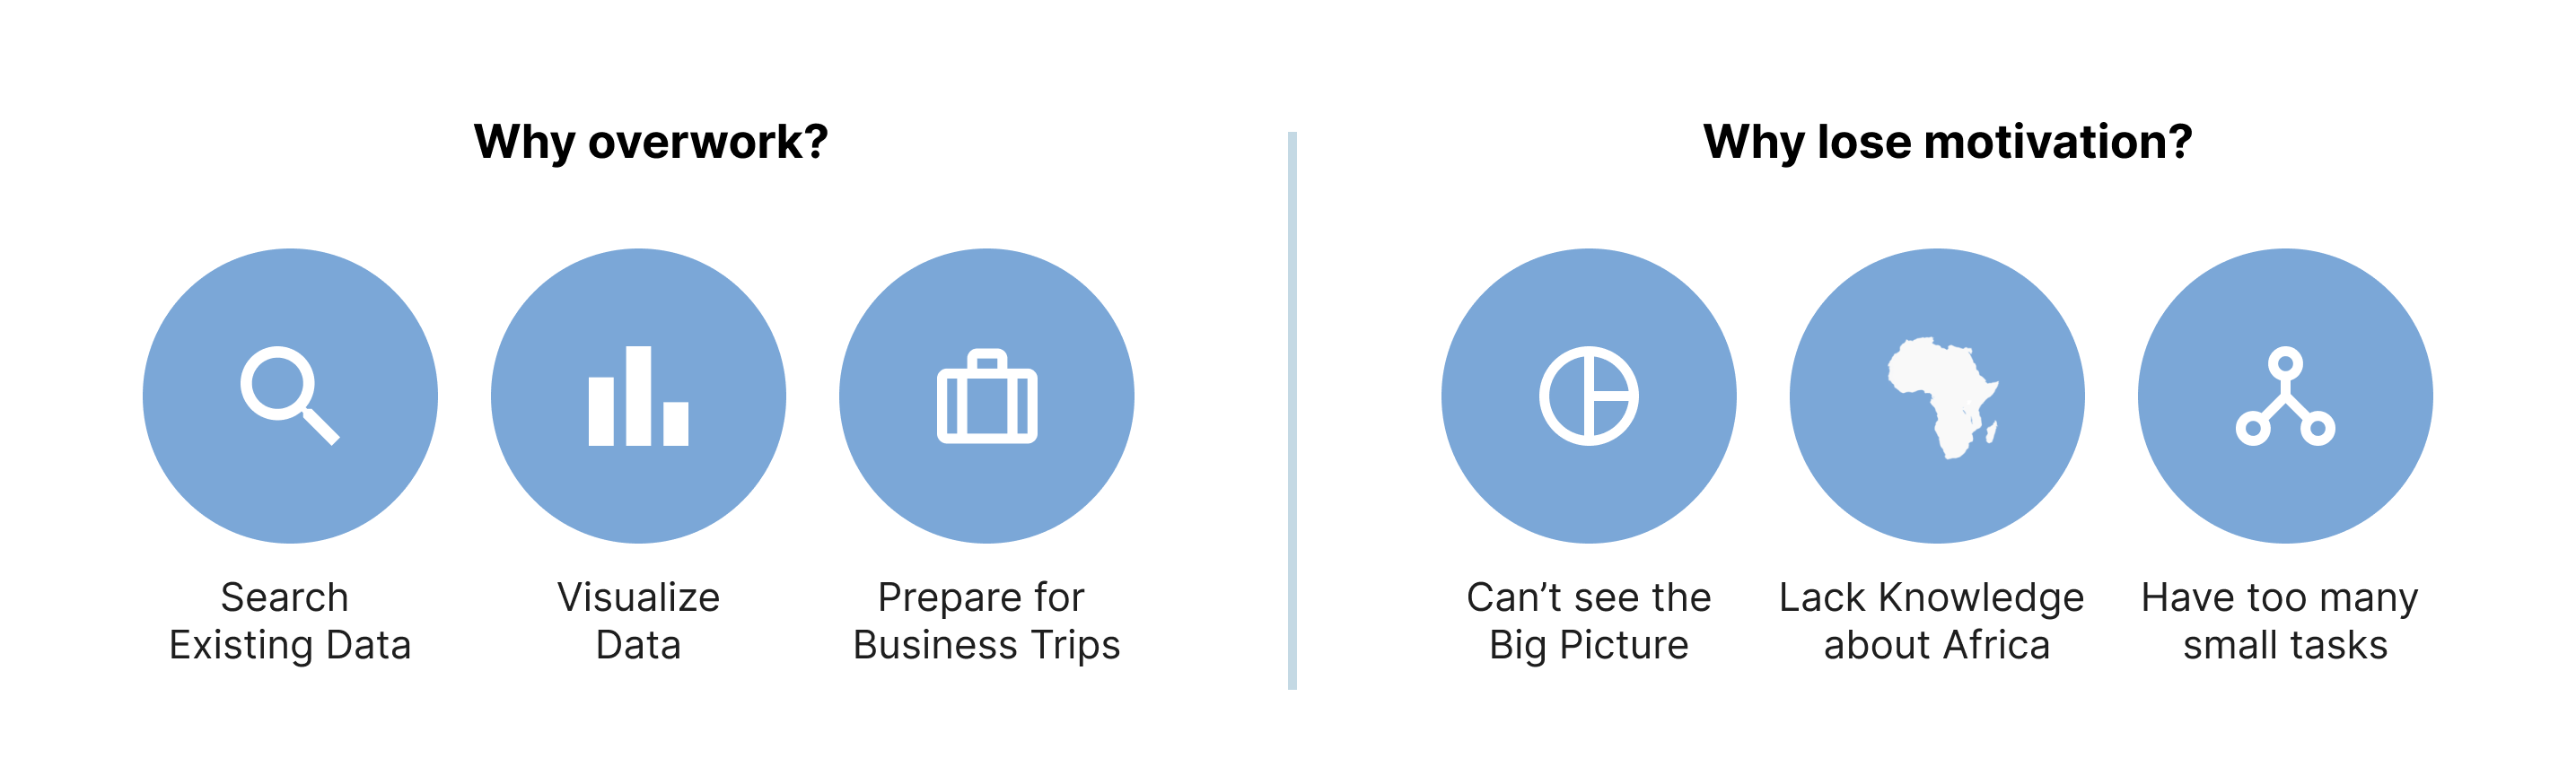 Why overwork?
Search
Existing Data
Visualize
Data
Prepare for
Business Trips
Why lose motivation?
Can’t see the
Big Picture
Lack Knowledge
about Africa
Have too many
small tasks